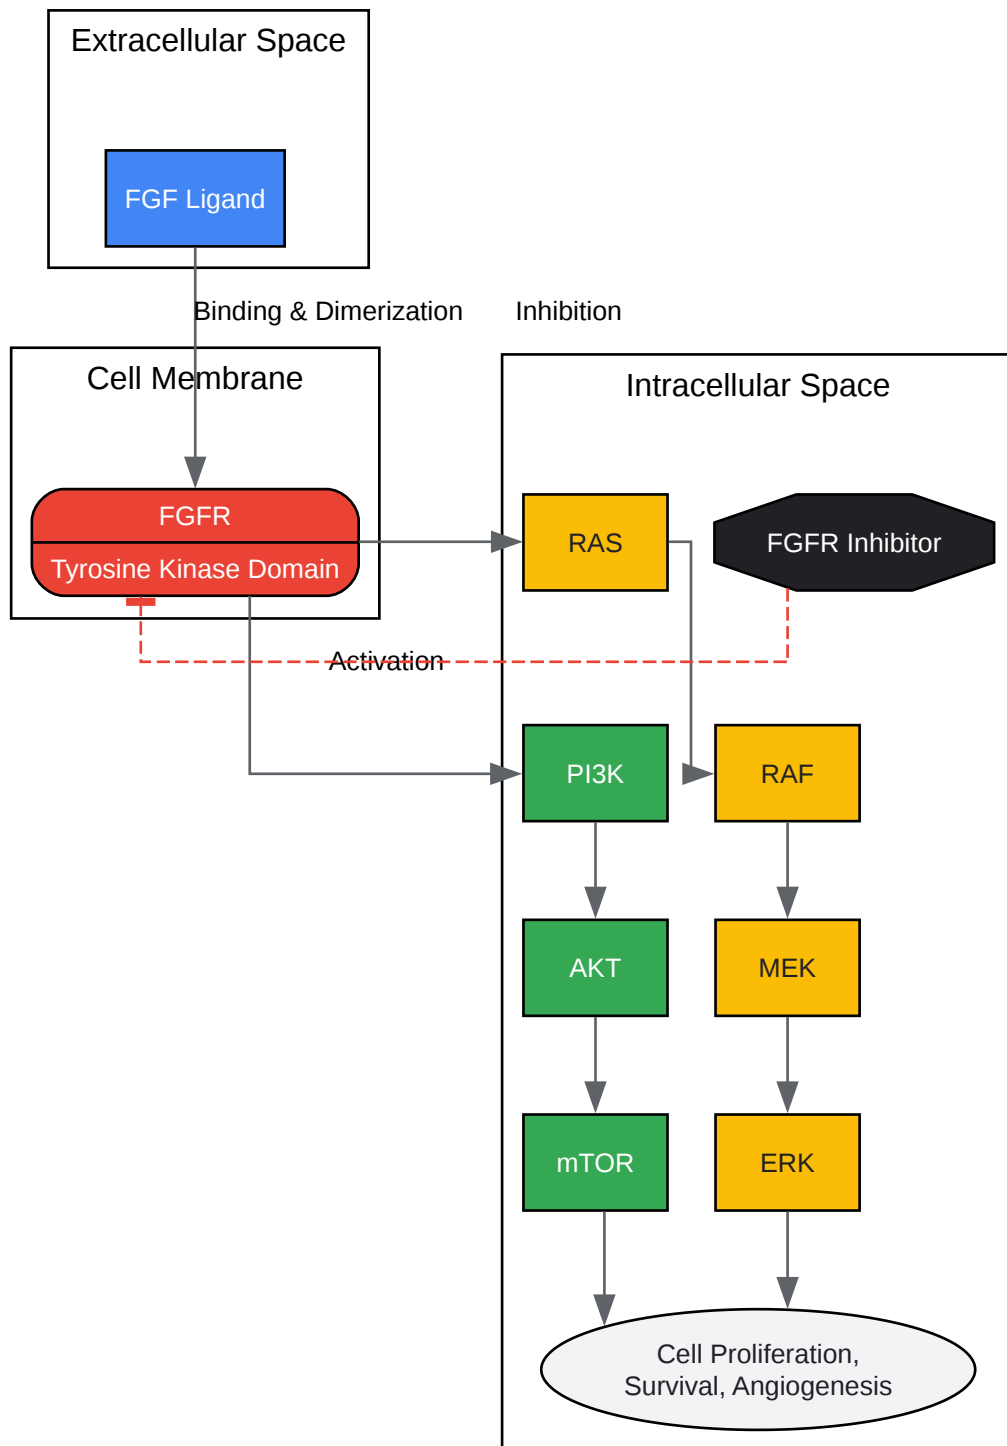 Extracellular Space
FGF Ligand
Binding & Dimerization
Inhibition
Cell Membrane
Intracellular Space
FGFR
Tyrosine Kinase Domain
RAS
FGFR Inhibitor
Activation
PI3K
RAF
AKT
MEK
mTOR
ERK
Cell Proliferation,
Survival, Angiogenesis